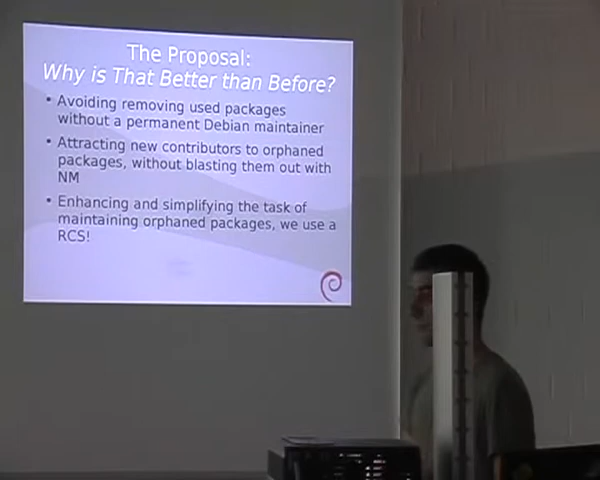 The Proposal:
Why is That Better than Before?
• Avoiding removing used packages
without a permanent Debian maintainer
• Attracting new contributors to orphaned
packages, without blasting them out with
NM
• Enhancing and simplifying the task of
maintaining orphaned packages, we use a
RCS!